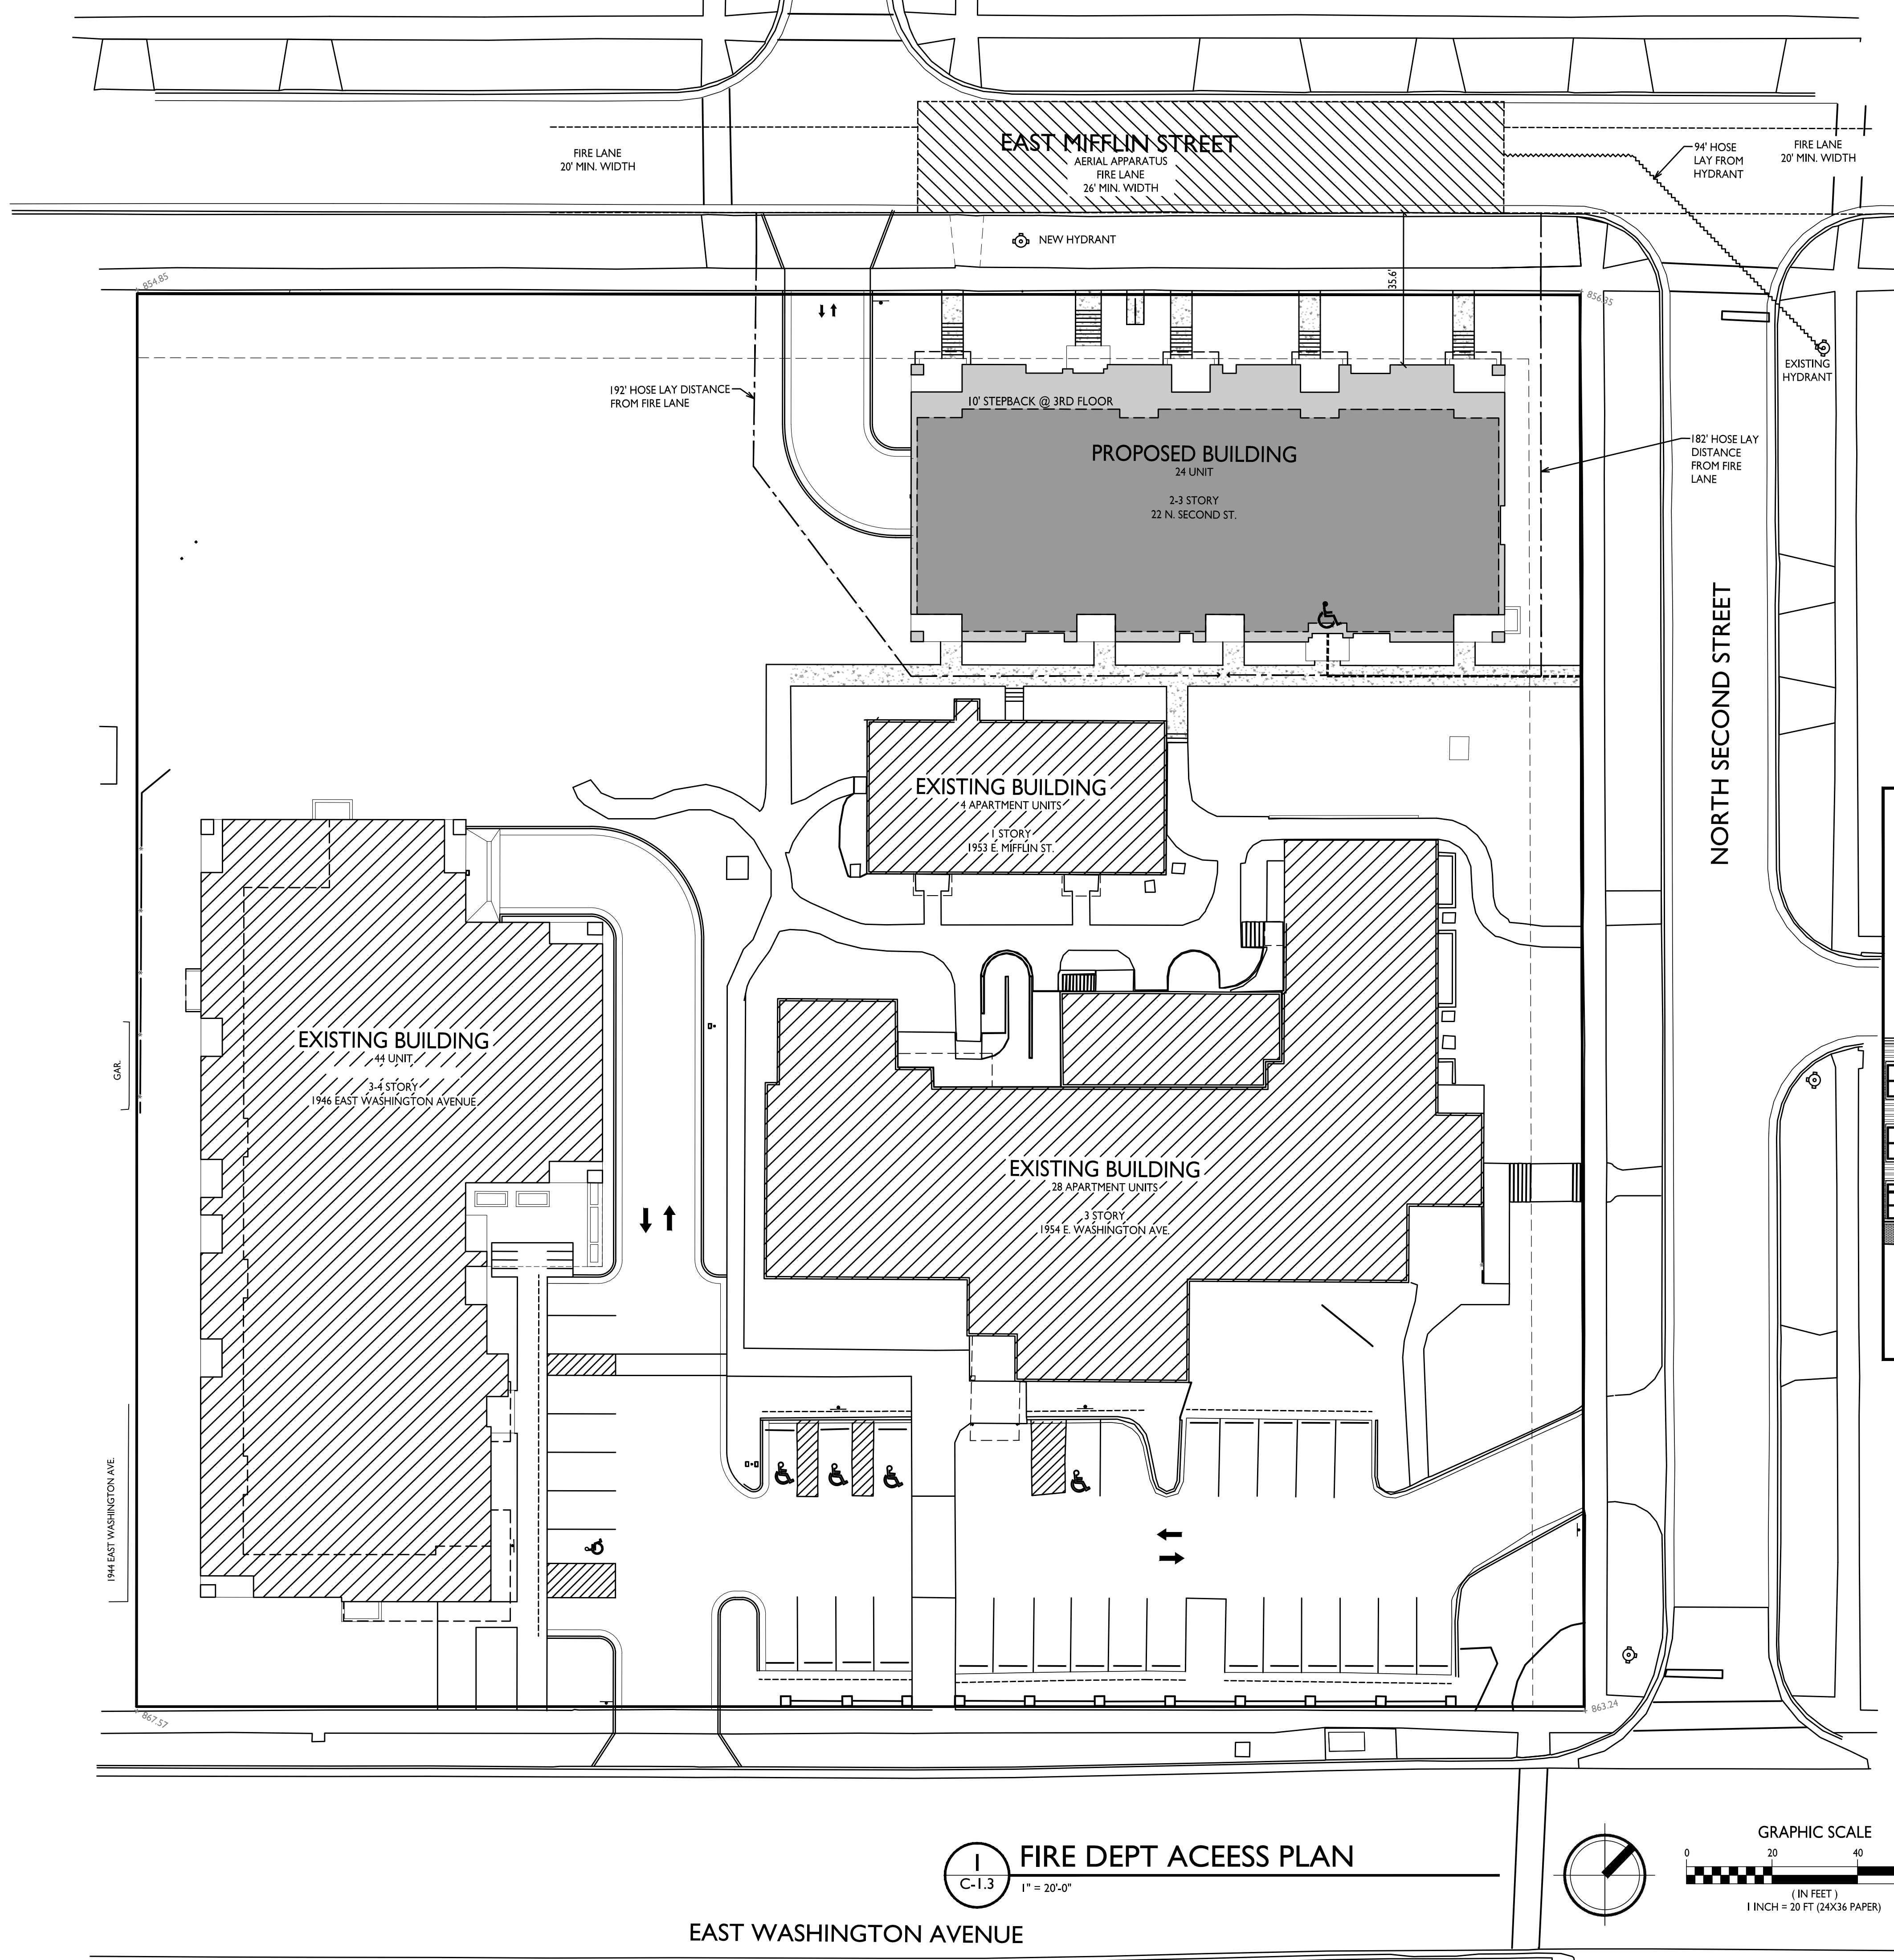 EAST MIFFLIN STREET
AERIAL APPARATUS
FIRE LANE
26' MIN. WIDTH
FIRE LANE
20' MIN. WIDTH
94' HOSE
LAY FROM
HYDRANT
FIRE LANE
20' MIN. WIDTH
NEW HYDRANT
35.6'
854.85
856.35
EXISTING
HYDRANT
192' HOSE LAY DISTANCE
FROM FIRE LANE
10' STEPBACK @ 3RD FLOOR
PROPOSED BUILDING
24 UNIT
2-3 STORY
22 N. SECOND ST.
182' HOSE LAY
DISTANCE
FROM FIRE
LANE
NORTH SECOND STREET
EXISTING BUILDING
4 APARTMENT UNITS
1 STORY
1953 E. MIFFLIN ST.
EXISTING BUILDING
44 UNIT
3-4 STORY
1946 EAST WASHINGTON AVENUE
GAR.
EXISTING BUILDING
28 APARTMENT UNITS
3 STORY
1954 E. WASHINGTON AVE.
1944 EAST WASHINGTON AVE.
867.57
863.24
1
C-1.3
FIRE DEPT ACEESS PLAN
1" = 20'-0"
GRAPHIC SCALE
0 20 40
( IN FEET )
1 INCH = 20 FT (24X36 PAPER)
EAST WASHINGTON AVENUE